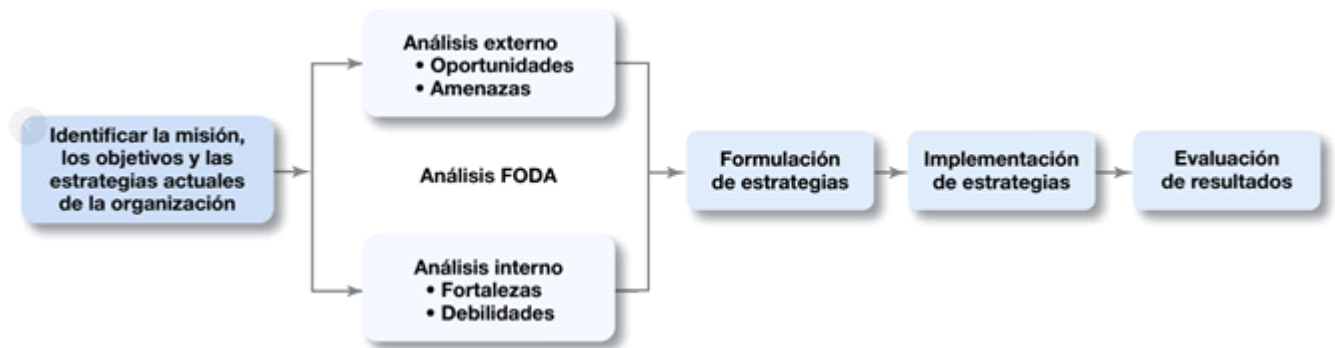 Identificar la misión,
los objetivos y las
estrategias actuales
de la organización
Análisis externo
• Oportunidades
• Amenazas
Análisis FODA
Análisis interno
• Fortalezas
• Debilidades
Formulación
de estrategias
Implementación
de estrategias
Evaluación
de resultados